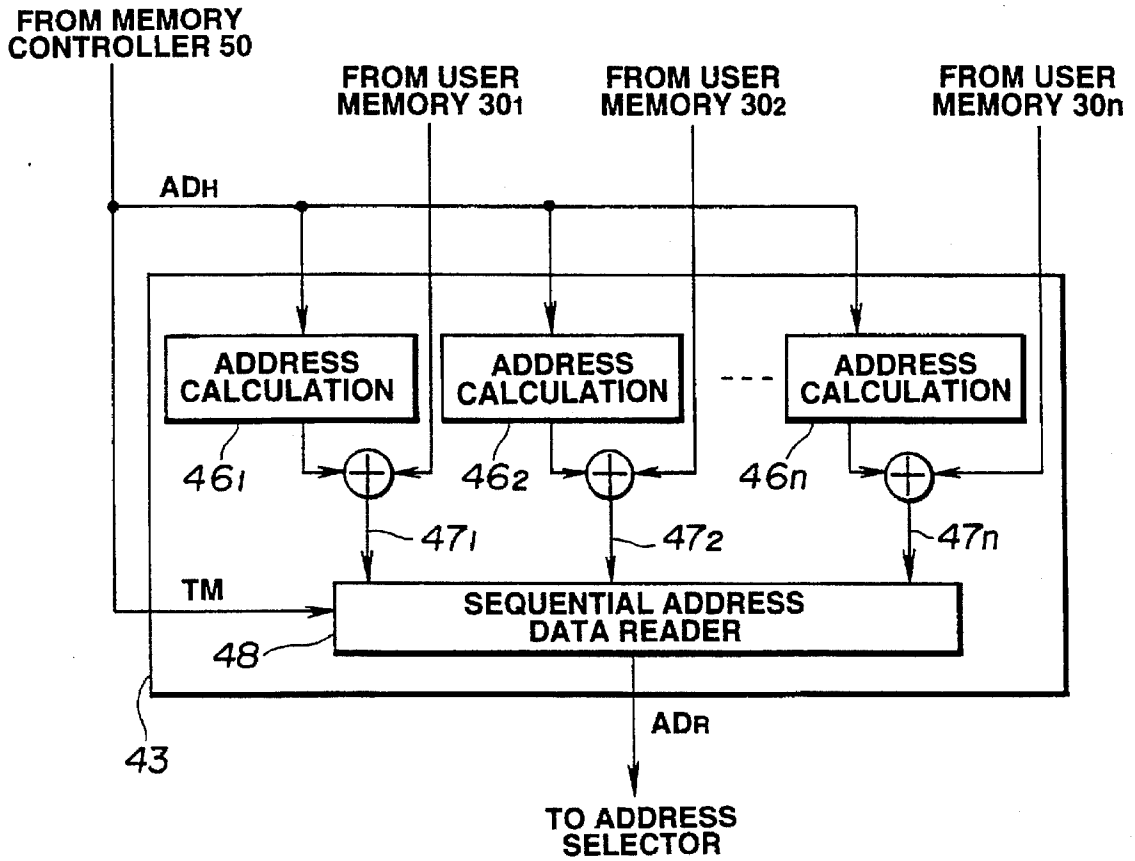 FROM MEMORY
CONTROLLER 50
FROM USER
MEMORY 301
FROM USER
MEMORY 302
FROM USER
MEMORY 30n
ADH
ADDRESS
CALCULATION
ADDRESS
CALCULATION
----
ADDRESS
CALCULATION
461
462
46n
471
472
47n
TM
SEQUENTIAL ADDRESS
DATA READER
48
43
ADR
TO ADDRESS
SELECTOR